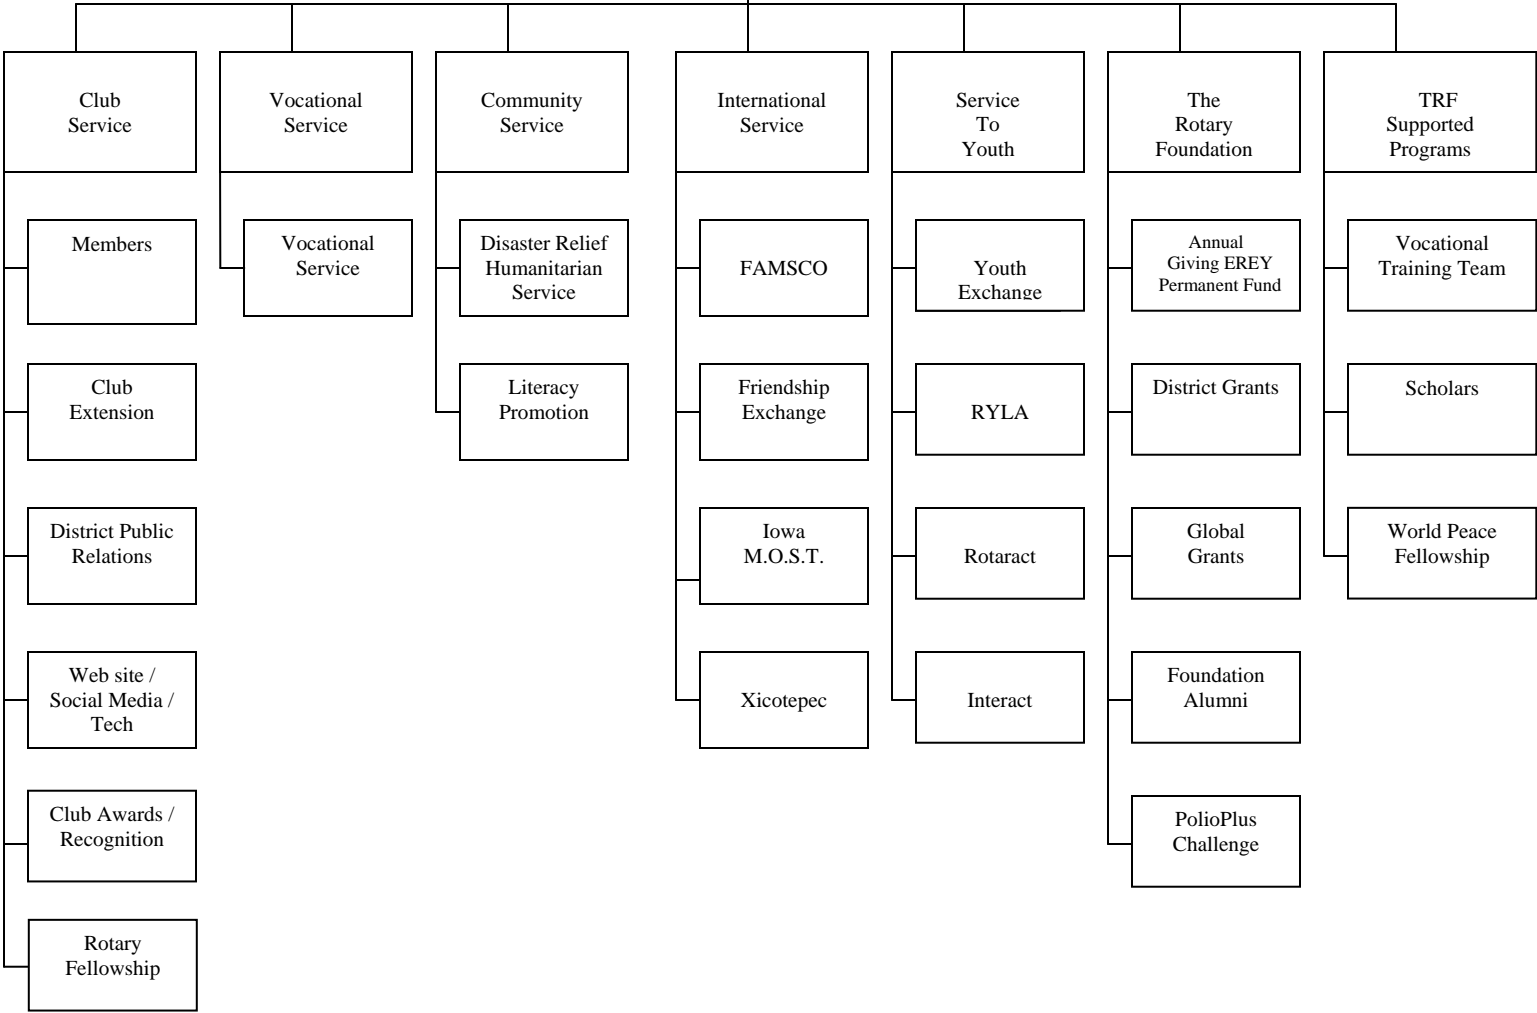 Club
Service
Vocational
Service
Community
Service
International
Service
Service
To
Youth
The
Rotary
Foundation
TRF
Supported
Programs
Members
Club
Extension
District Public
Relations
Web site /
Social Media /
Tech
Club Awards /
Recognition
Rotary
Fellowship
Vocational
Service
Disaster Relief
Humanitarian
Service
Literacy
Promotion
FAMSCO
Friendship
Exchange
Iowa
M.O.S.T.
Xicotepec
Youth
Exchange
RYLA
Rotaract
Interact
Annual
Giving EREY
Permanent Fund
District Grants
Global
Grants
Foundation
Alumni
PolioPlus
Challenge
Vocational
Training Team
Scholars
World Peace
Fellowship